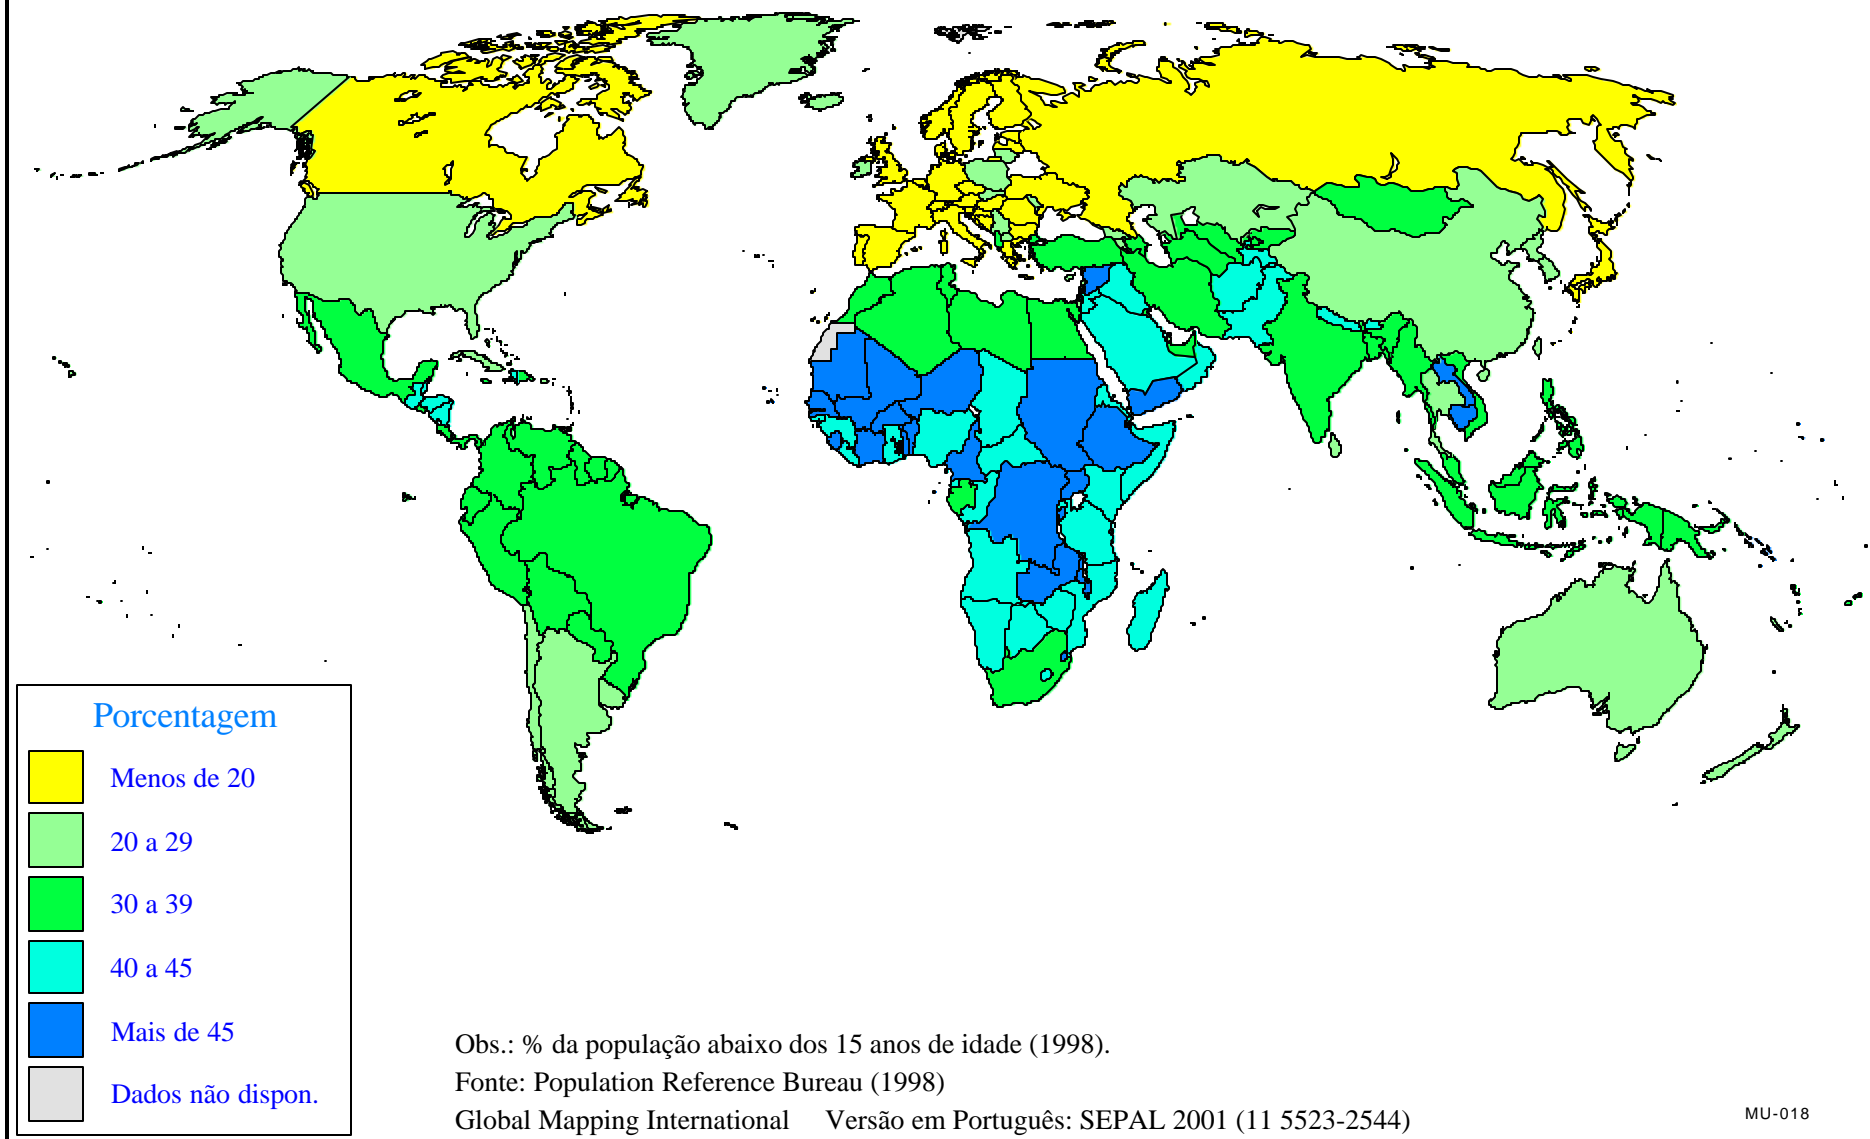 Porcentagem
Menos de 20
20 a 29
30 a 39
40 a 45
Mais de 45
Dados não dispon.
Obs.: % da população abaixo dos 15 anos de idade (1998).
Fonte: Population Reference Bureau (1998)
Global Mapping International Versão em Português: SEPAL 2001 (11 5523-2544)
MU-018